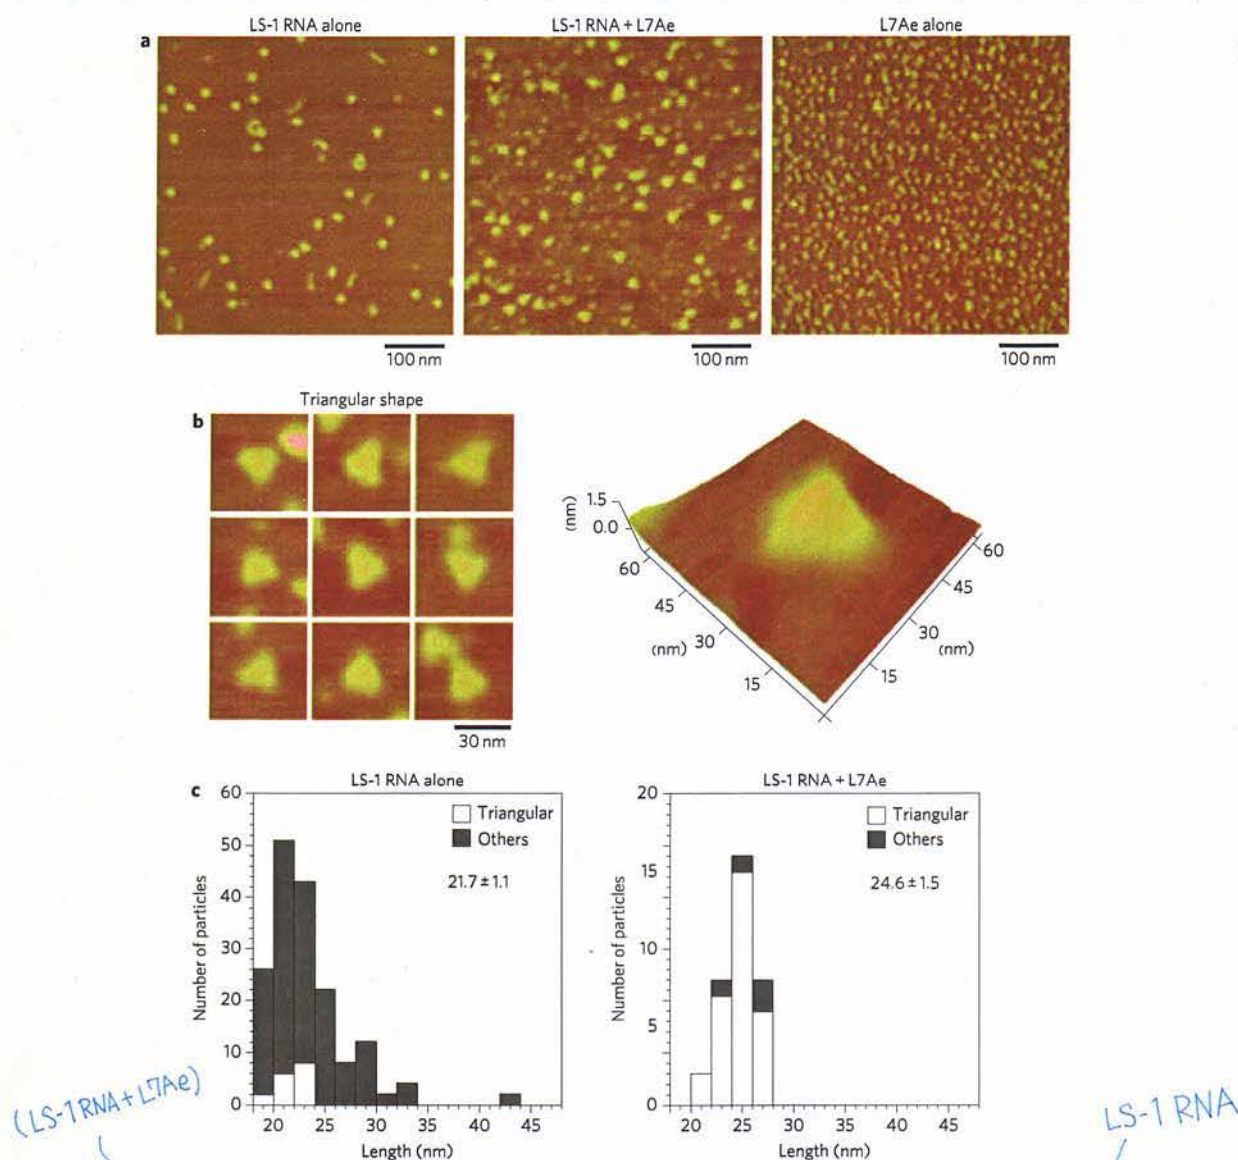 LS-1 RNA alone
LS-1 RNA + L7Ae
L7Ae alone
a
100 nm
100 nm
100 nm
Triangular shape
b
30 nm
(nm)
1.5
0.0
60
45
30
15
(nm)
60
45
30
15
(nm)
c
LS-1 RNA alone
Number of particles
60
50
40
30
20
10
0
Triangular
Others
21.7 ± 1.1
20 25 30 35 40 45
Length (nm)
LS-1 RNA + L7Ae
Number of particles
20
15
10
5
0
Triangular
Others
24.6 ± 1.5
20 25 30 35 40 45
Length (nm)
(LS-1 RNA + L7Ae)
LS-1 RNA